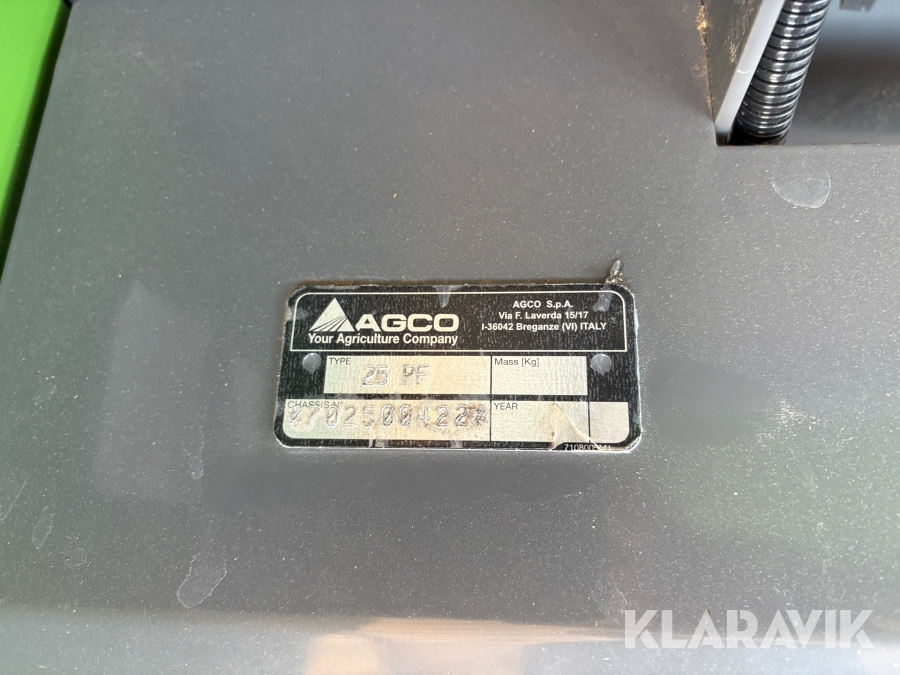 AGCO
Your Agriculture Company
AGCO S.p.A.
Via F. Laverda 15/17
I-36042 Breganze (VI) ITALY
TYPE
25 PF
Mass [Kg]
CHASSIS N°
*702500422*
YEAR
KLARAVIK